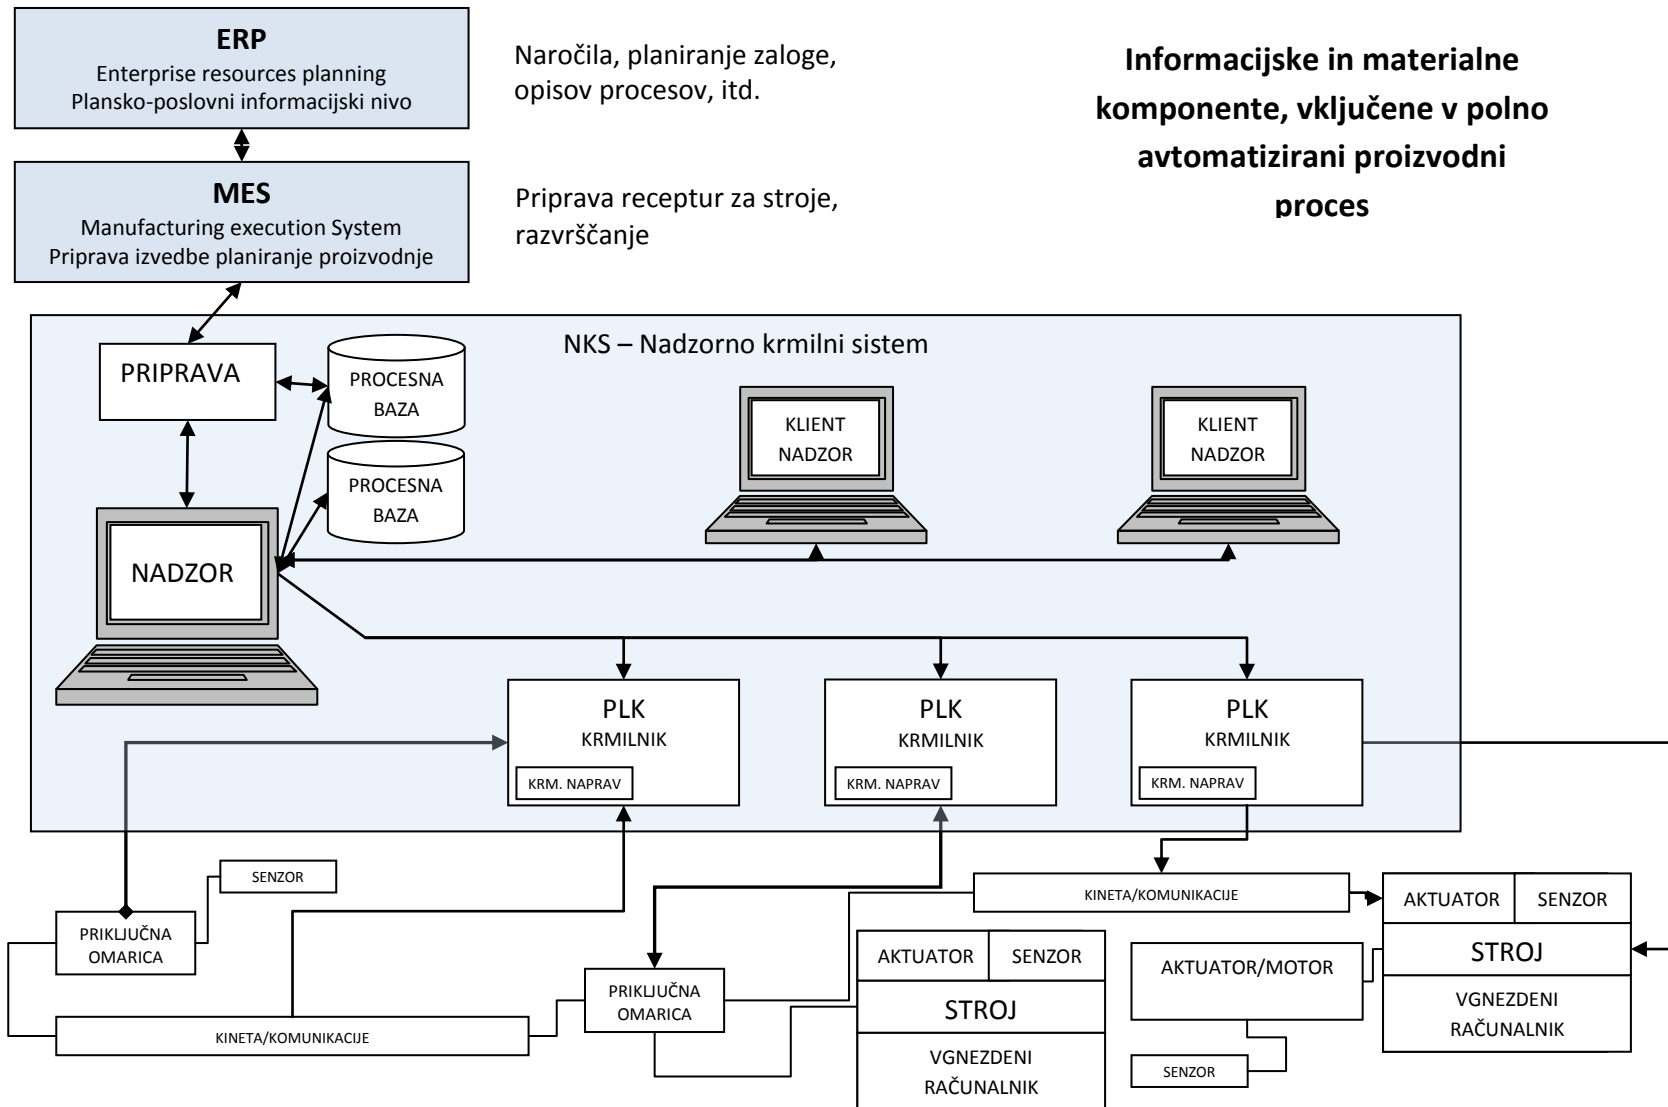 ERP
Enterprise resources planning
Plansko-poslovni informacijski nivo
Naročila, planiranje zaloge,
opisov procesov, itd.
Informacijske in materialne
komponente, vključene v polno
avtomatizirani proizvodni
proces
MES
Manufacturing execution System
Priprava izvedbe planiranje proizvodnje
Priprava receptur za stroje,
razvrščanje
NKS – Nadzorno krmilni sistem
PRIPRAVA
PROCESNA
BAZA
PROCESNA
BAZA
KLIENT
NADZOR
KLIENT
NADZOR
NADZOR
PLK
KRMILNIK
KRM. NAPRAV
PLK
KRMILNIK
KRM. NAPRAV
PLK
KRMILNIK
KRM. NAPRAV
SENZOR
PRIKLJUČNA
OMARICA
KINETA/KOMUNIKACIJE
PRIKLJUČNA
OMARICA
KINETA/KOMUNIKACIJE
AKTUATOR
SENZOR
STROJ
VGNEZDENI
RAČUNALNIK
AKTUATOR/MOTOR
SENZOR
AKTUATOR
SENZOR
STROJ
VGNEZDENI
RAČUNALNIK